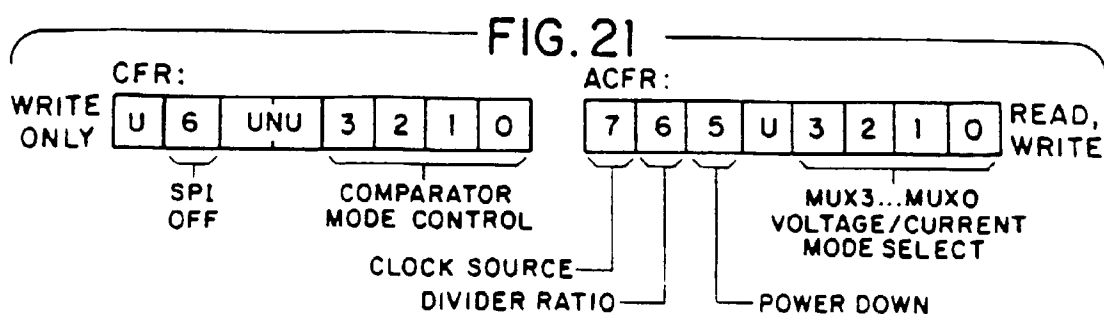 FIG. 21
CFR:
ACFR:
WRITE ONLY
U 6 UNU 3 2 1 0
7 6 5 U 3 2 1 0
READ, WRITE
SPI OFF
COMPARATOR MODE CONTROL
MUX3...MUX0
VOLTAGE/CURRENT
MODE SELECT
CLOCK SOURCE
DIVIDER RATIO
POWER DOWN